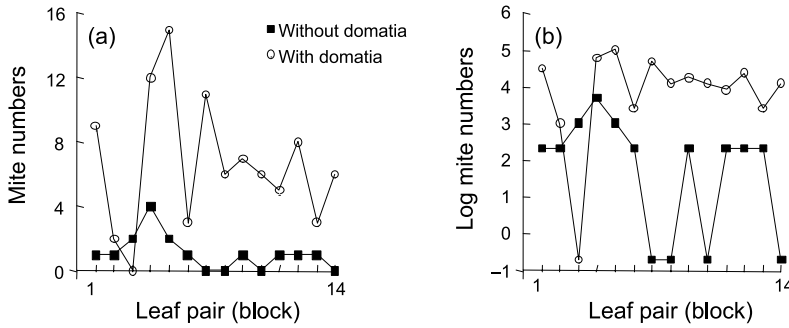 (a)
Without domatia
With domatia
Mite numbers
16
12
8
4
0
1
14
Leaf pair (block)
(b)
Log mite numbers
6
5
4
3
2
1
0
−1
1
14
Leaf pair (block)